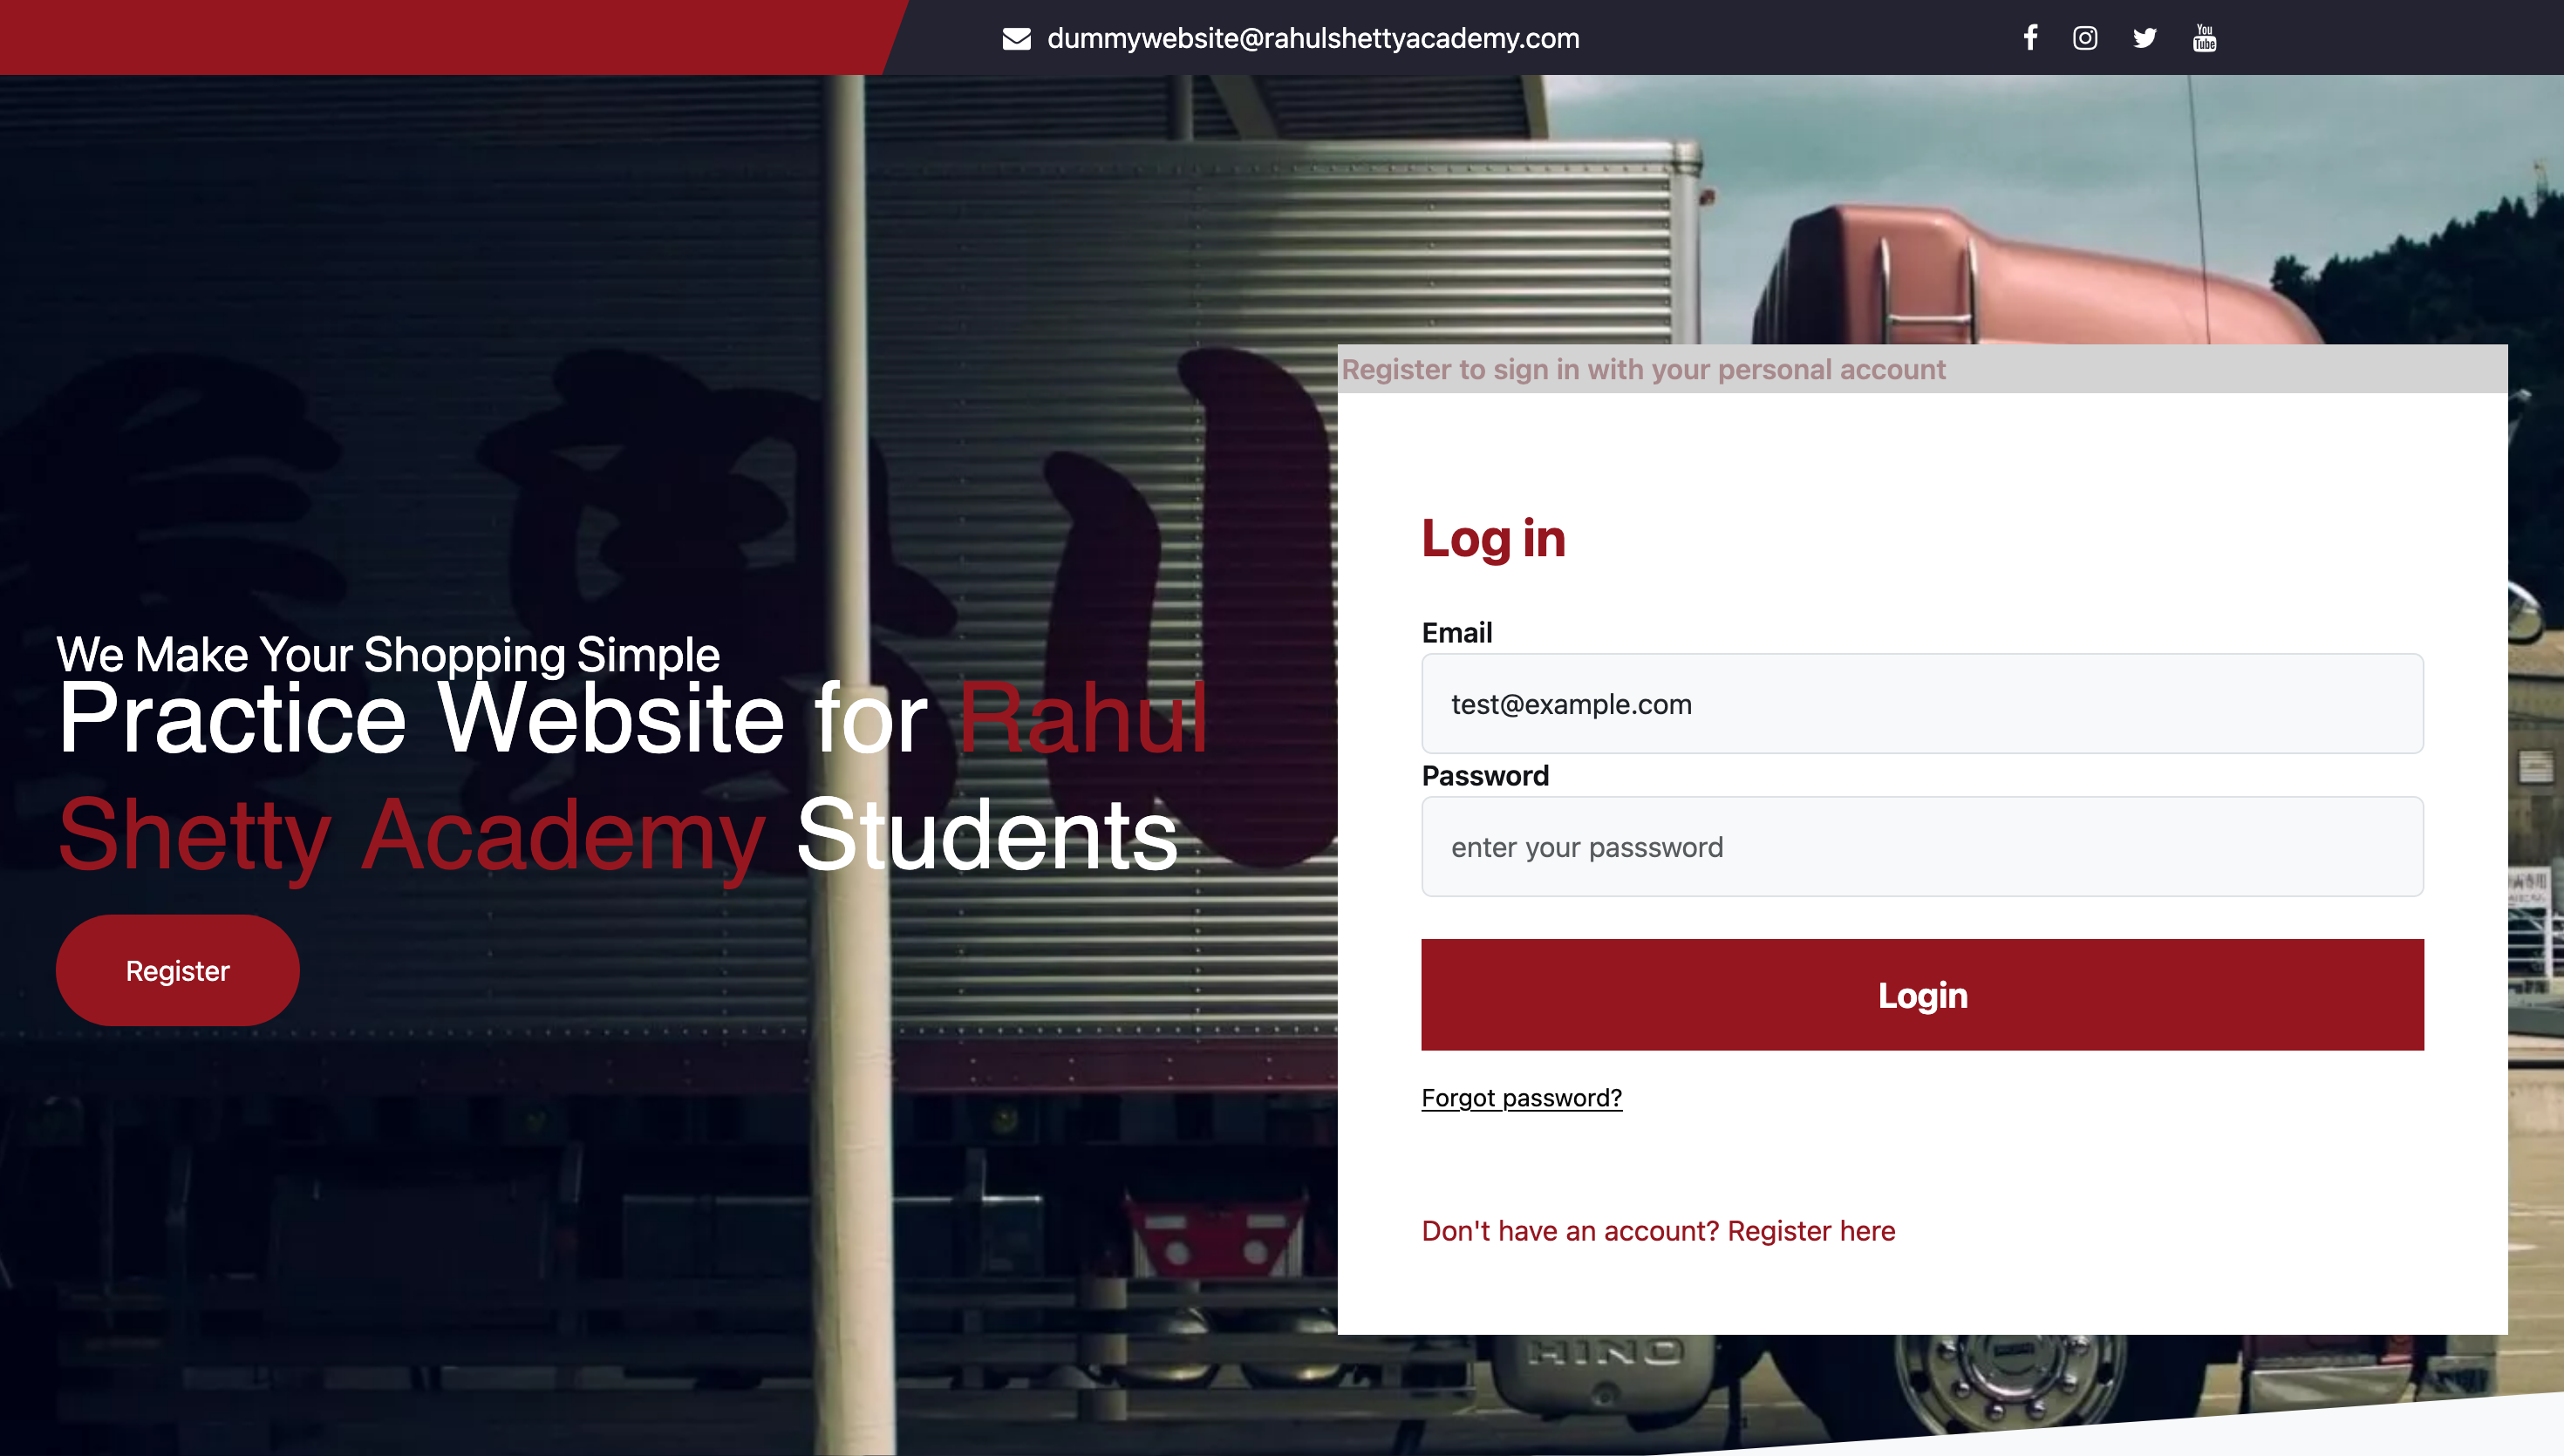 dummywebsite@rahulshettyacademy.com
You
Tube
Register to sign in with your personal account
Log in
Email
test@example.com
Password
enter your passsword
Login
Forgot password?
Don't have an account? Register here
We Make Your Shopping Simple
Practice Website for Rahul
Shetty Academy Students
Register
HINO